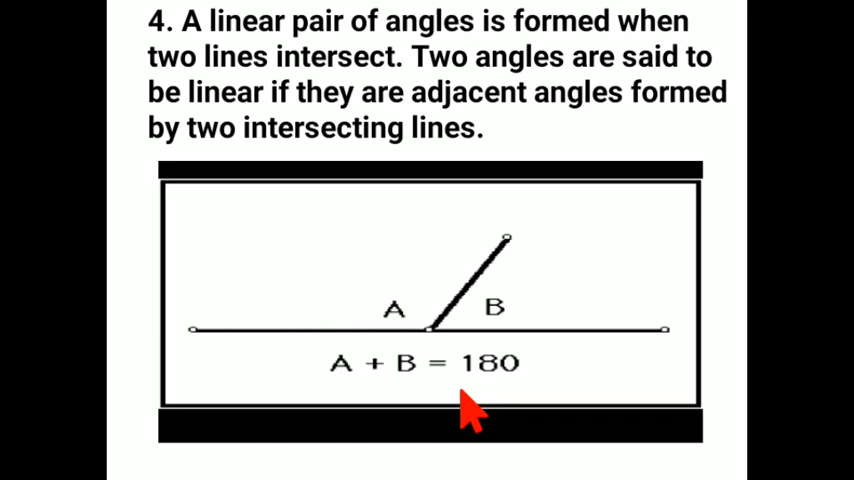 4. A linear pair of angles is formed when
two lines intersect. Two angles are said to
be linear if they are adjacent angles formed
by two intersecting lines.
A B
A + B = 180